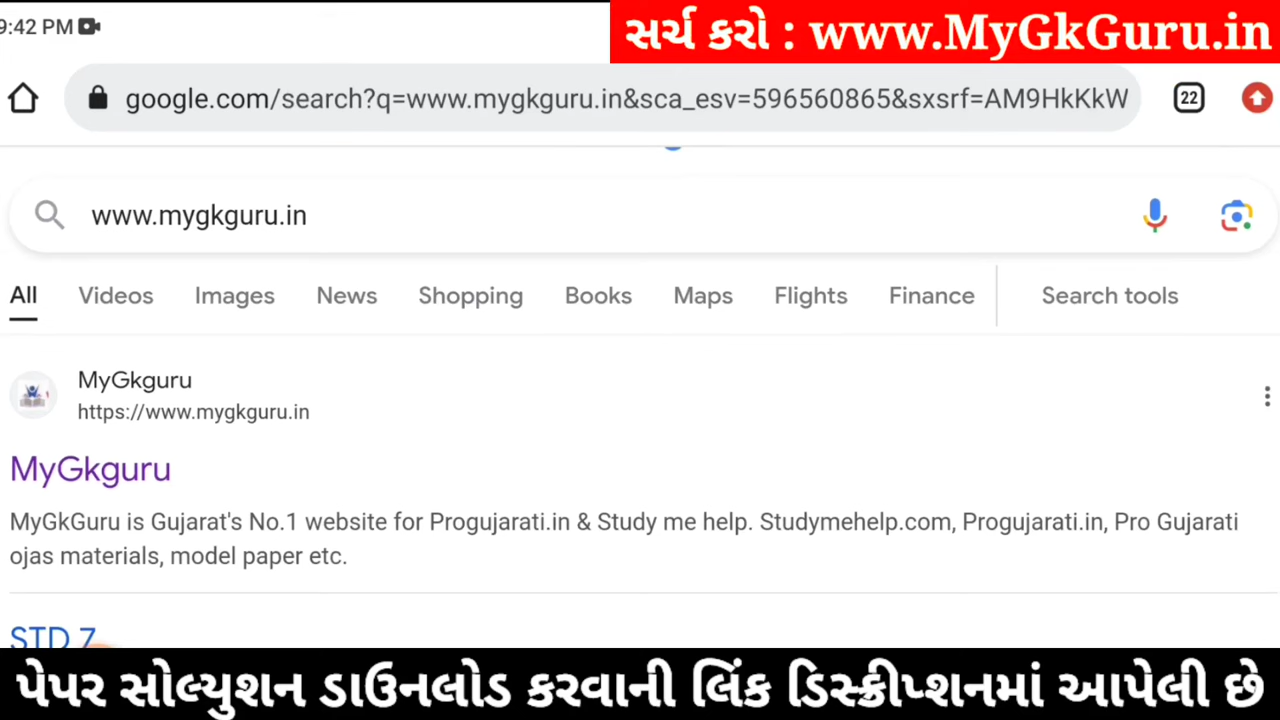 9:42 PM
સર્ચ કરો : www.MyGkGuru.in
google.com/search?q=www.mygkguru.in&sca_esv=596560865&sxsrf=AM9HkKkW
22
www.mygkguru.in
All Videos Images News Shopping Books Maps Flights Finance Search tools
MyGkguru
https://www.mygkguru.in
MyGkguru
MyGkGuru is Gujarat's No.1 website for Progujarati.in & Study me help. Studymehelp.com, Progujarati.in, Pro Gujarati
ojas materials, model paper etc.
STD 7
પેપર સોલ્યુશન ડાઉનલોડ કરવાની લિંક ડિસ્ક્રીપ્શનમાં આપેલી છે